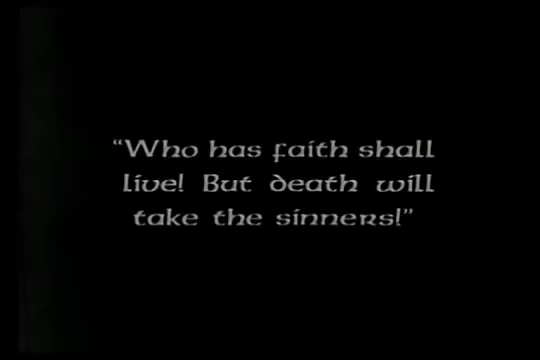 “Who has faith shall
live! But death will
take the sinners!”